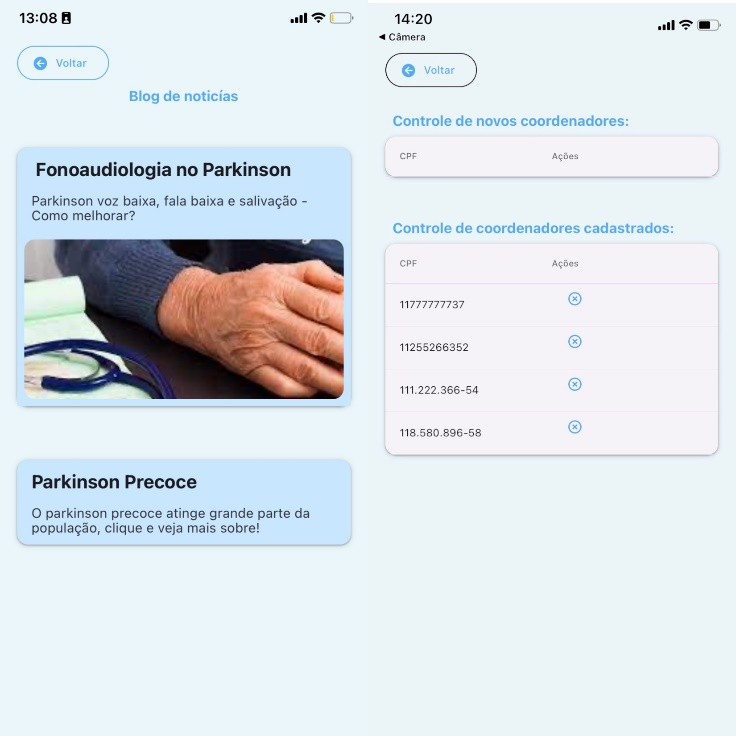 13:08
Voltar
Blog de notícias
Fonoaudiologia no Parkinson
Parkinson voz baixa, fala baixa e salivação -
Como melhorar?
Parkinson Precoce
O parkinson precoce atinge grande parte da
população, clique e veja mais sobre!
14:20
Câmera
Voltar
Controle de novos coordenadores:
CPF Ações
Controle de coordenadores cadastrados:
CPF Ações
11777777737
11255266352
111.222.366-54
118.580.896-58